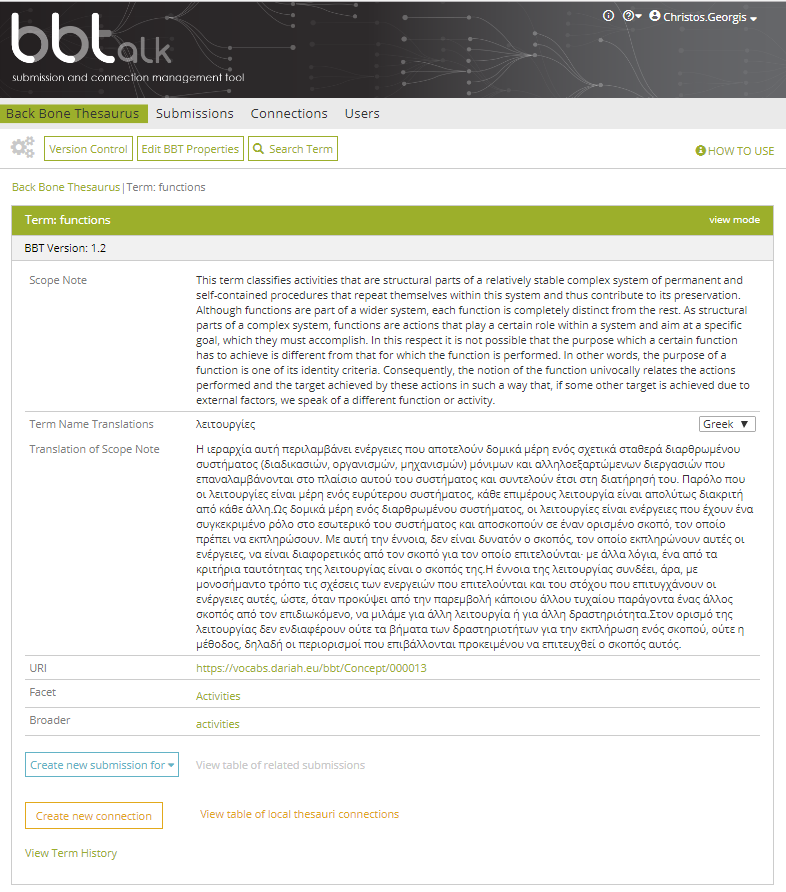 bbtalk
submission and connection management tool
Christos.Georgis
Back Bone Thesaurus Submissions Connections Users
Version Control Edit BBT Properties Search Term HOW TO USE
Back Bone Thesaurus|Term: functions
Term: functions view mode
BBT Version: 1.2
Scope Note This term classifies activities that are structural parts of a relatively stable complex system of permanent and
self-contained procedures that repeat themselves within this system and thus contribute to its preservation.
Although functions are part of a wider system, each function is completely distinct from the rest. As structural
parts of a complex system, functions are actions that play a certain role within a system and aim at a specific
goal, which they must accomplish. In this respect it is not possible that the purpose which a certain function
has to achieve is different from that for which the function is performed. In other words, the purpose of a
function is one of its identity criteria. Consequently, the notion of the function univocally relates the actions
performed and the target achieved by these actions in such a way that, if some other target is achieved due to
external factors, we speak of a different function or activity.
Term Name Translations λειτουργίες Greek ▼
Translation of Scope Note Η ιεραρχία αυτή περιλαμβάνει ενέργειες που αποτελούν δομικά μέρη ενός σχετικά σταθερά διαρθρωμένου
συστήματος (διαδικασιών, οργανισμών, μηχανισμών) μόνιμων και αλληλοεξαρτώμενων διεργασιών που
επαναλαμβάνονται στο πλαίσιο αυτού του συστήματος και συντελούν έτσι στη διατήρησή του. Παρόλο που
οι λειτουργίες είναι μέρη ενός ευρύτερου συστήματος, κάθε επιμέρους λειτουργία είναι απολύτως διακριτή
από κάθε άλλη.Ως δομικά μέρη ενός διαρθρωμένου συστήματος, οι λειτουργίες είναι ενέργειες που έχουν ένα
συγκεκριμένο ρόλο στο εσωτερικό του συστήματος και αποσκοπούν σε έναν ορισμένο σκοπό, τον οποίο
πρέπει να εκπληρώσουν. Με αυτή την έννοια, δεν είναι δυνατόν ο σκοπός, τον οποίο εκπληρώνουν αυτές οι
ενέργειες, να είναι διαφορετικός από τον σκοπό για τον οποίο επιτελούνται- με άλλα λόγια, ένα από τα
κριτήρια ταυτότητας της λειτουργίας είναι ο σκοπός της.Η έννοια της λειτουργίας συνδέει, άρα, με
μονοσήμαντο τρόπο τις σχέσεις των ενεργειών που επιτελούνται και του στόχου που επιτυγχάνουν οι
ενέργειες αυτές, ώστε, όταν προκύψει από την παρεμβολή κάποιου άλλου τυχαίου παράγοντα ένας άλλος
σκοπός από τον επιδιωκόμενο, να μιλάμε για άλλη λειτουργία ή για άλλη δραστηριότητα.Στον ορισμό της
λειτουργίας δεν ενδιαφέρουν ούτε τα βήματα των δραστηριοτήτων για την εκπλήρωση ενός σκοπού, ούτε η
μέθοδος, δηλαδή οι περιορισμοί που επιβάλλονται προκειμένου να επιτευχθεί ο σκοπός αυτός.
URI https://vocabs.dariah.eu/bbt/Concept/000013
Facet Activities
Broader activities
Create new submission for View table of related submissions
Create new connection View table of local thesauri connections
View Term History